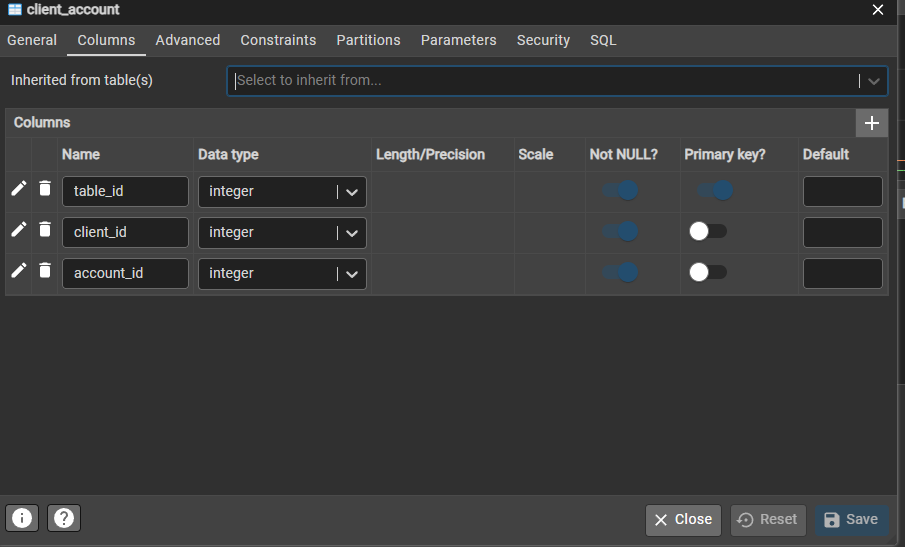 client_account
General Columns Advanced Constraints Partitions Parameters Security SQL
Inherited from table(s) Select to inherit from...
Columns
Name Data type Length/Precision Scale Not NULL? Primary key? Default
table_id integer
client_id integer
account_id integer
Close Reset Save